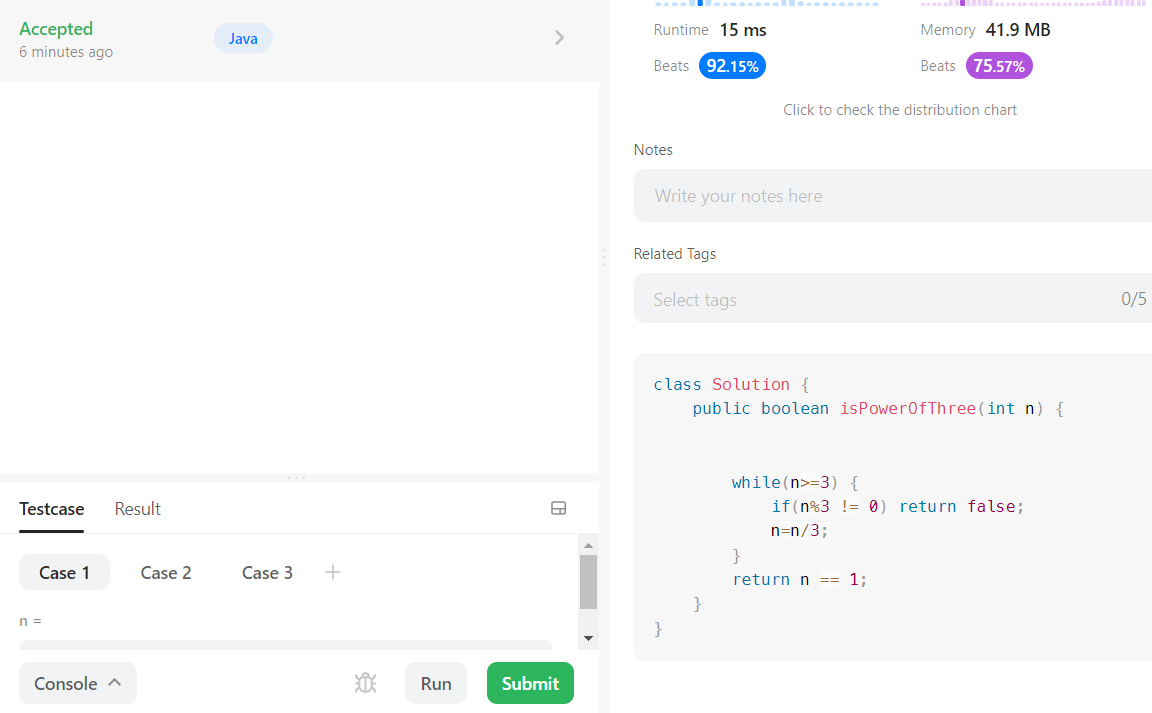 Accepted
6 minutes ago
Java
Testcase Result
Case 1 Case 2 Case 3 +
n =
Console Run Submit
Runtime 15 ms Memory 41.9 MB
Beats 92.15% Beats 75.57%
Click to check the distribution chart
Notes
Write your notes here
Related Tags
Select tags 0/5
class Solution {
    public boolean isPowerOfThree(int n) {
        while(n>=3) {
            if(n%3 != 0) return false;
            n=n/3;
        }
        return n == 1;
    }
}